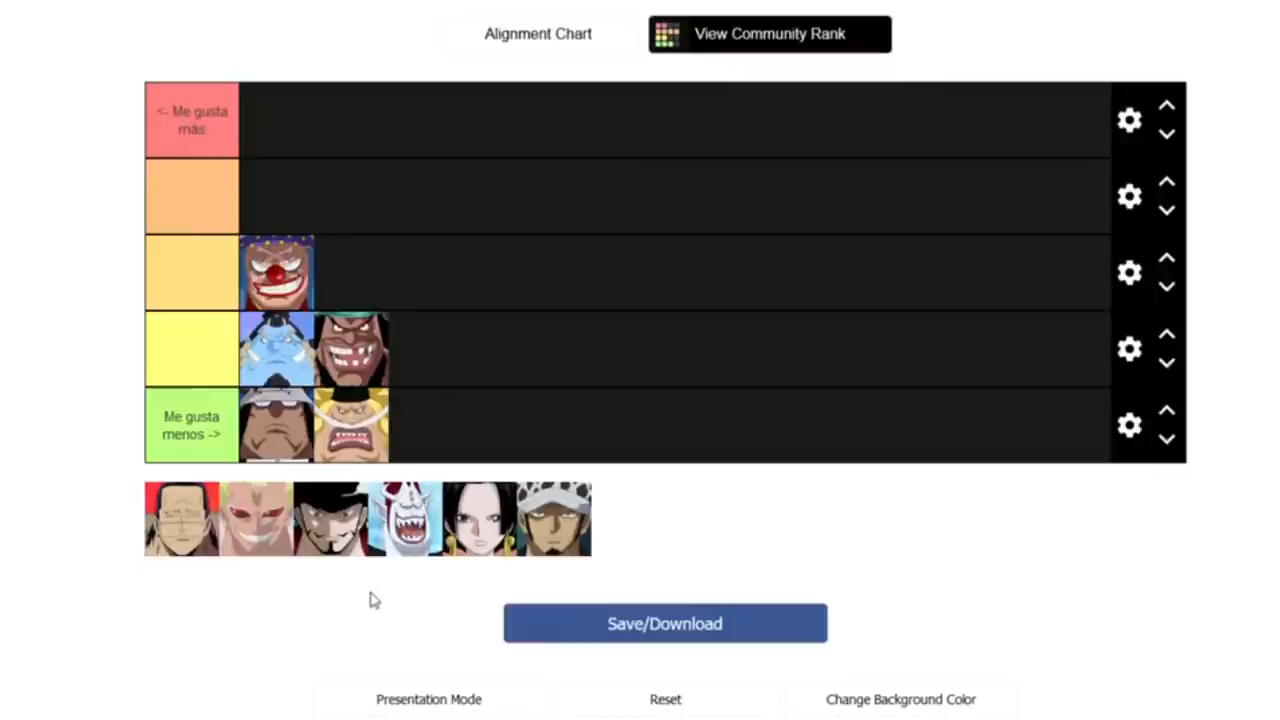 Alignment Chart
View Community Rank
<- Me gusta
más
Me gusta
menos ->
Save/Download
Presentation Mode
Reset
Change Background Color